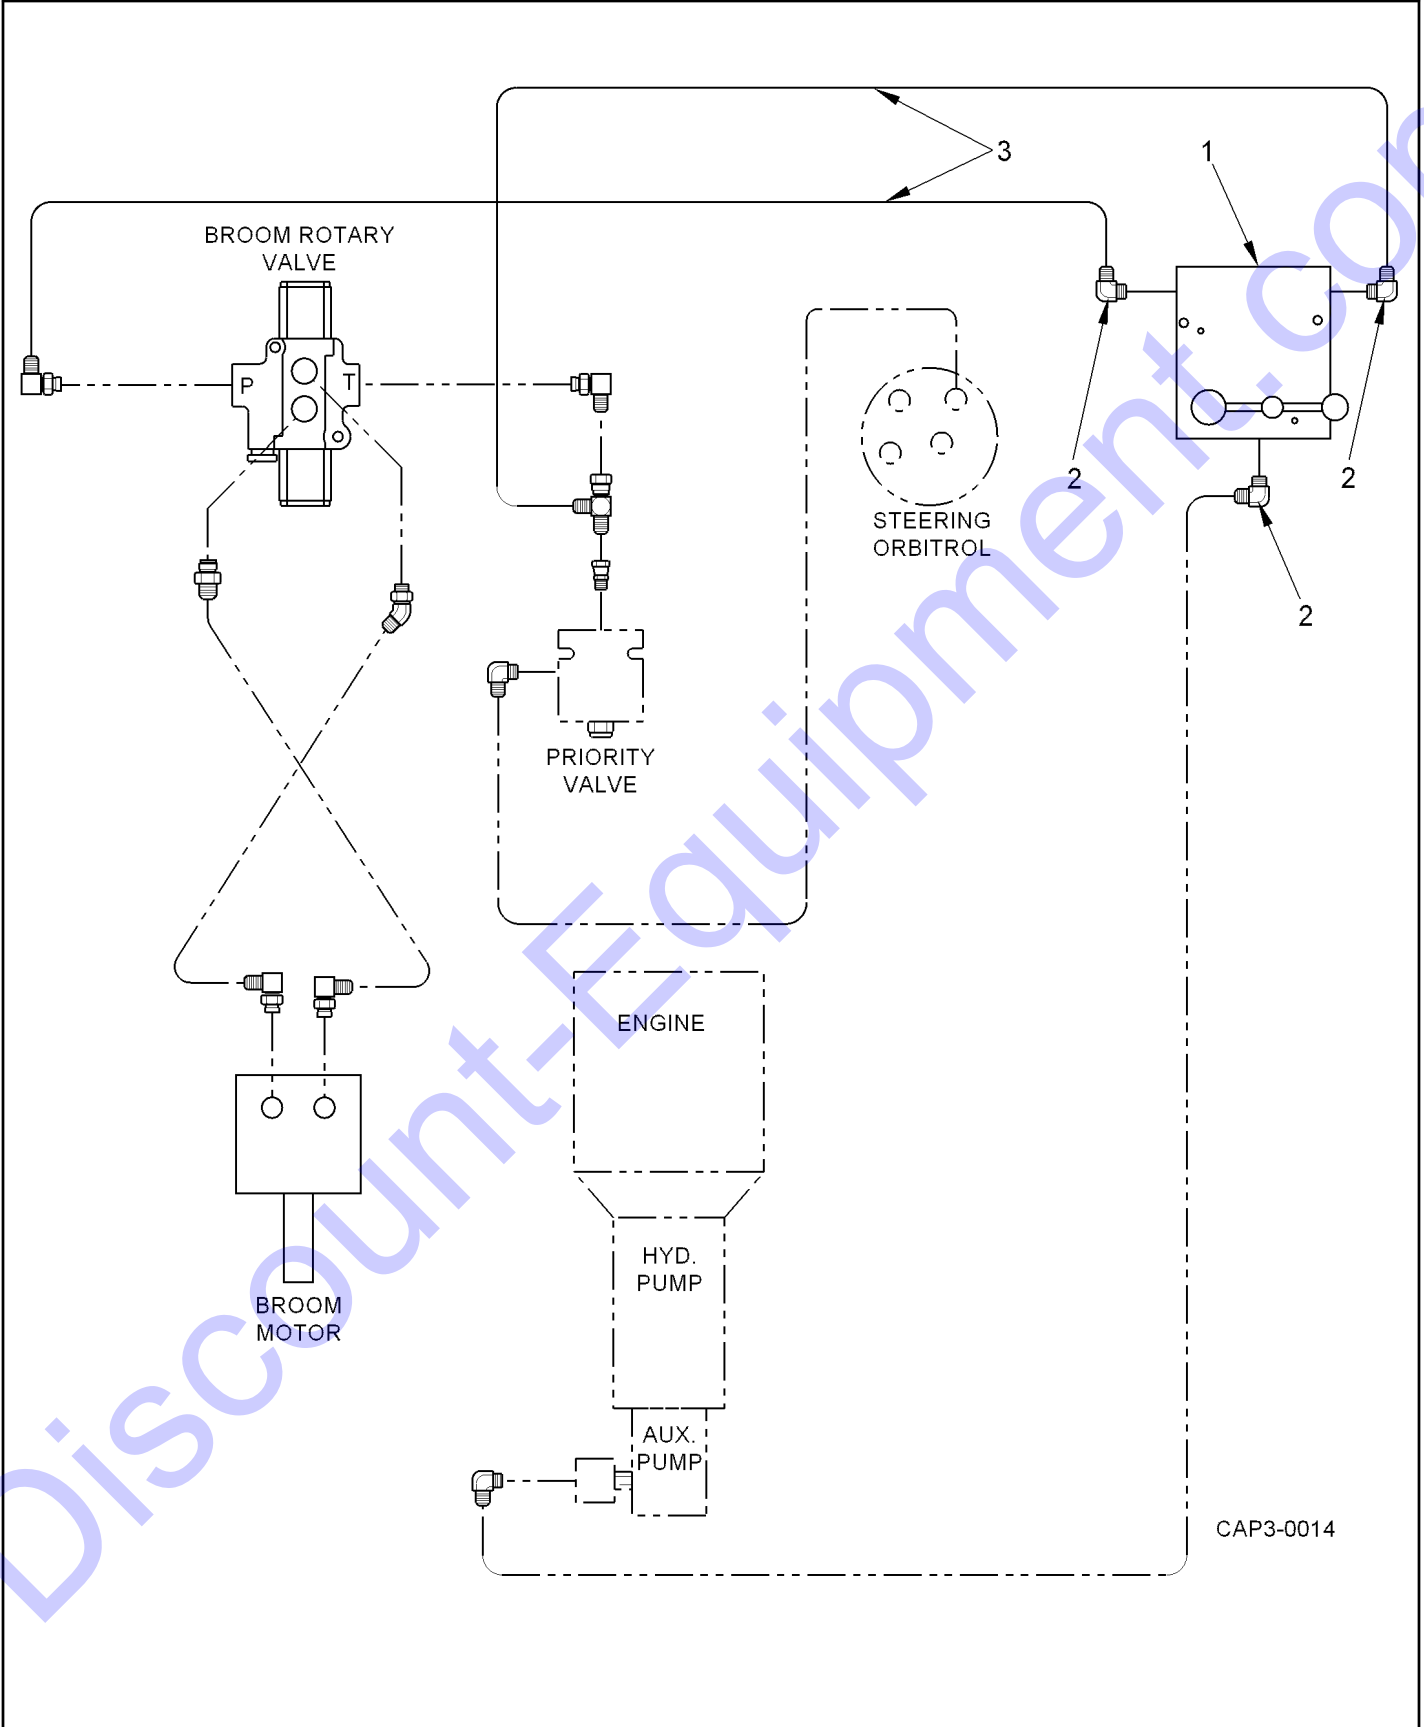 3
1
BROOM ROTARY
VALVE
P
T
2
2
STEERING
ORBITROL
2
PRIORITY
VALVE
ENGINE
HYD.
PUMP
BROOM
MOTOR
AUX.
PUMP
CAP3-0014
Discount-Equipment.com